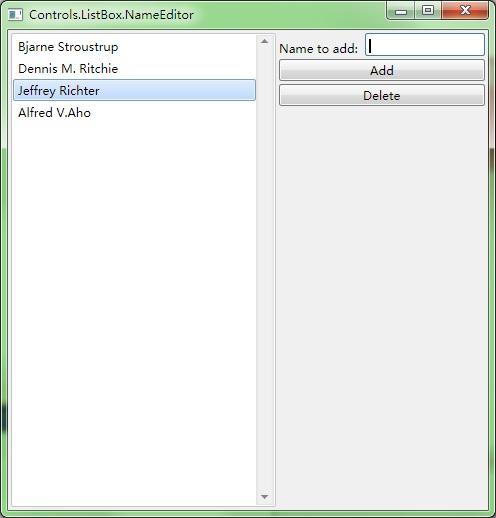 Controls.ListBox.NameEditor
Bjarne Stroustrup
Dennis M. Ritchie
Jeffrey Richter
Alfred V.Aho
Name to add:
Add
Delete